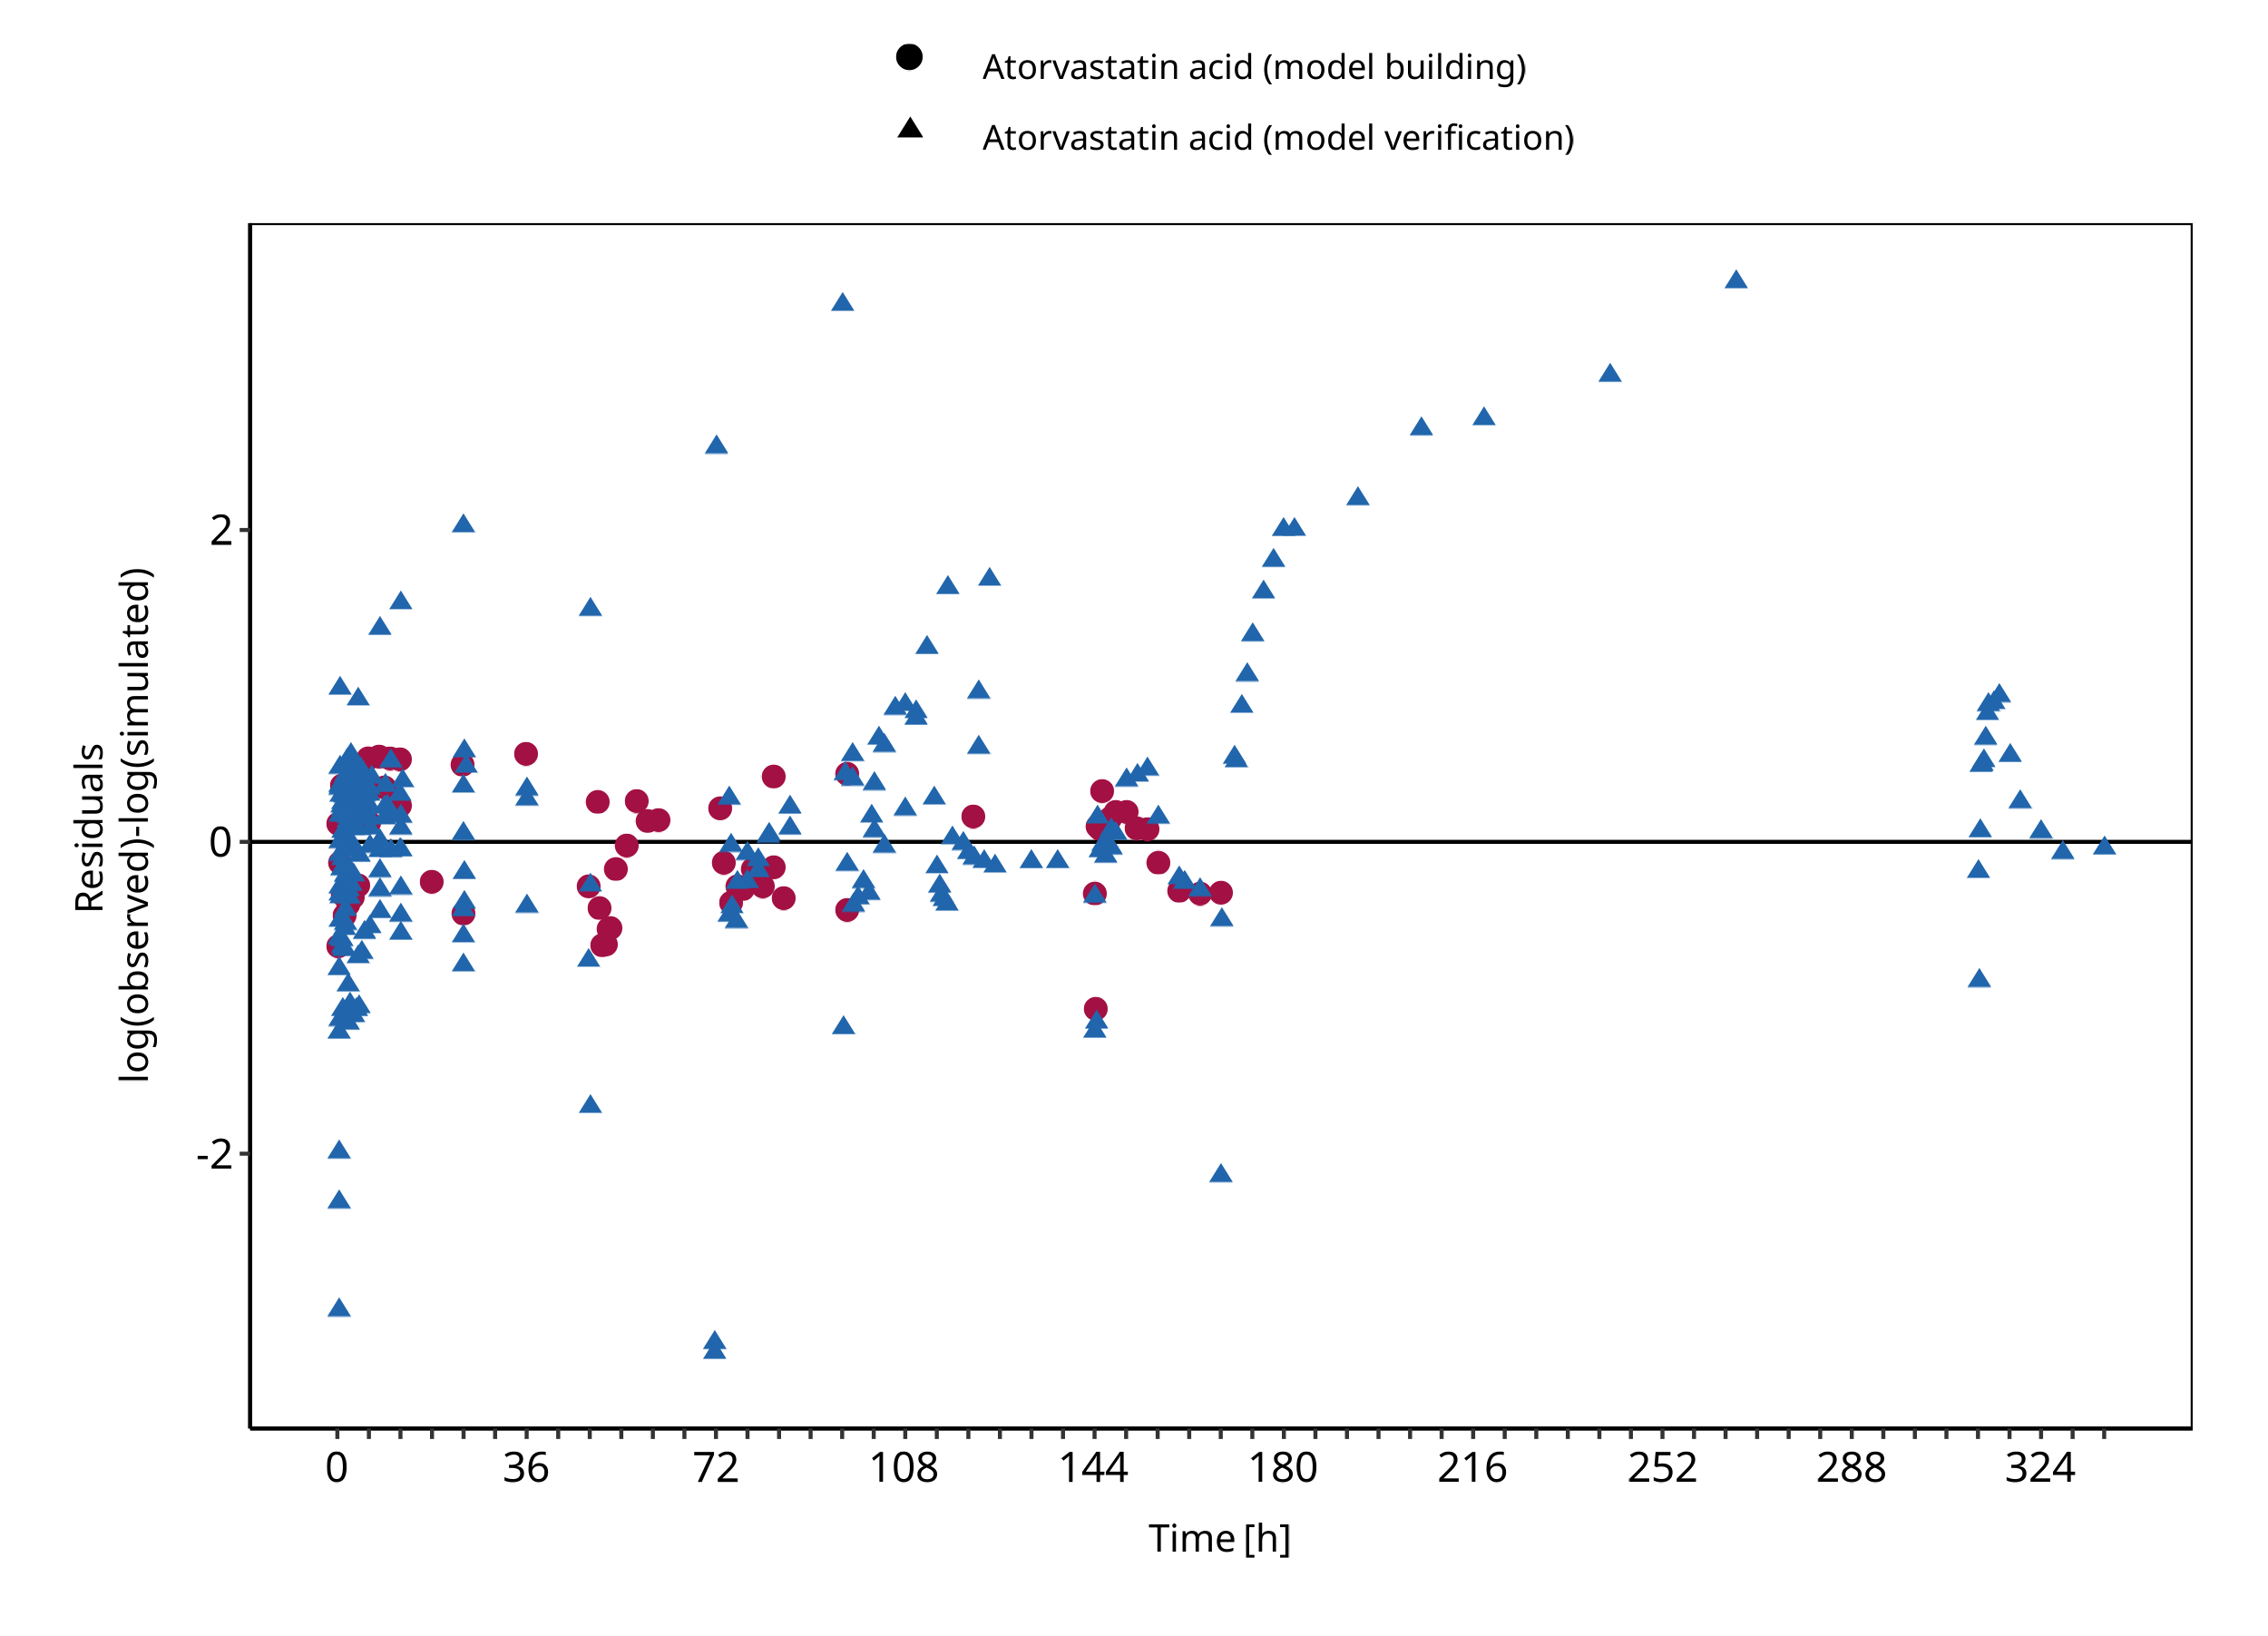 Atorvastatin acid (model building)
Atorvastatin acid (model verification)
Residuals
log(observed)-log(simulated)
2
0
-2
0 36 72 108 144 180 216 252 288 324
Time [h]